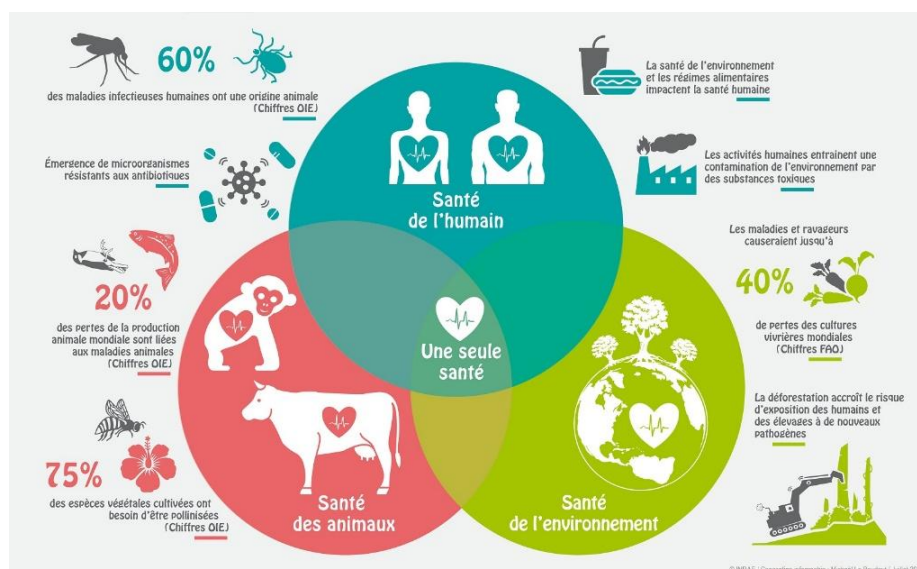 60%
des maladies infectieuses humaines ont une origine animale
(Chiffres OIE)
Émergence de microorganismes
résistants aux antibiotiques
20%
des pertes de la production
animale mondiale sont liées
aux maladies animales
(Chiffres OIE)
75%
des espèces végétales cultivées ont
besoin d'être pollinisées
(Chiffres OIE)
Santé
de l'humain
Une seule
santé
Santé
des animaux
Santé
de l'environnement
La santé de l'environnement
et les régimes alimentaires
impactent la santé humaine
Les activités humaines entrainent une
contamination de l'environnement par
des substances toxiques
Les maladies et ravageurs
causeraient jusqu'à
40%
de pertes des cultures
vivrières mondiales
(Chiffres FAO)
La déforestation accroît le risque
d'exposition des humains et
des élevages à de nouveaux
pathogènes